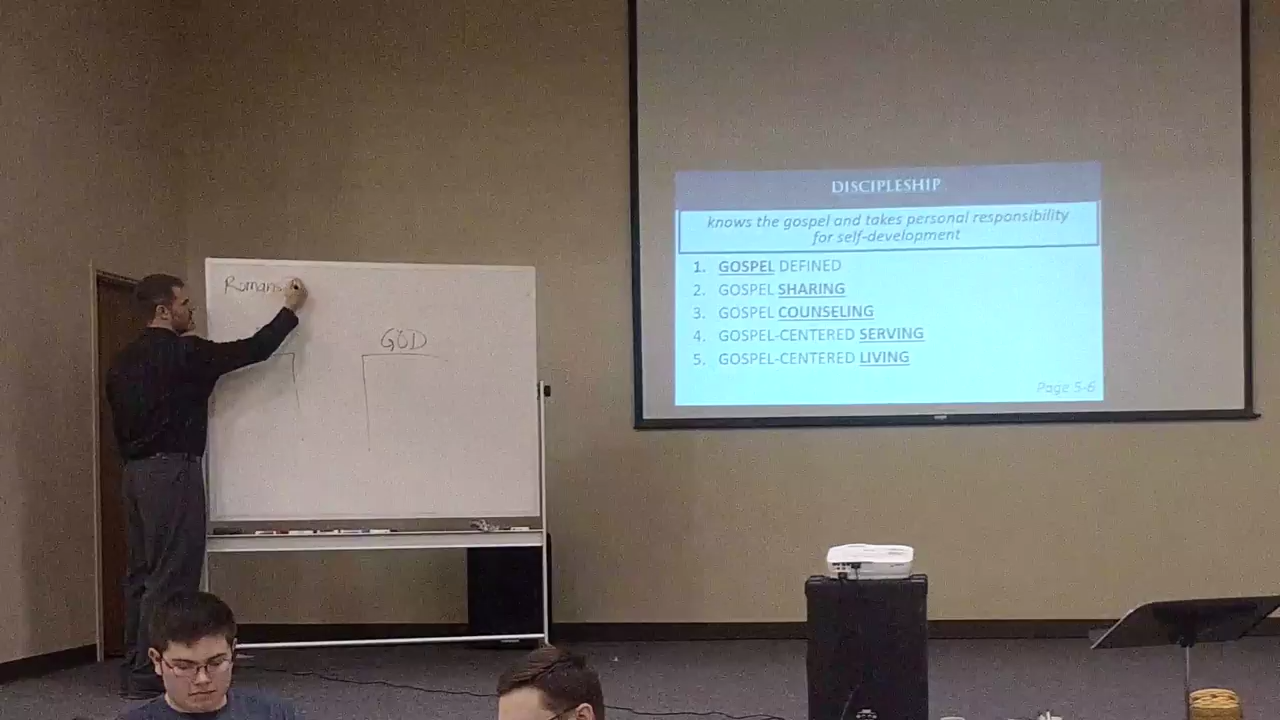 Romans
GOD
DISCIPLESHIP
knows the gospel and takes personal responsibility
for self-development
1. GOSPEL DEFINED
2. GOSPEL SHARING
3. GOSPEL COUNSELING
4. GOSPEL-CENTERED SERVING
5. GOSPEL-CENTERED LIVING
Page 5-6